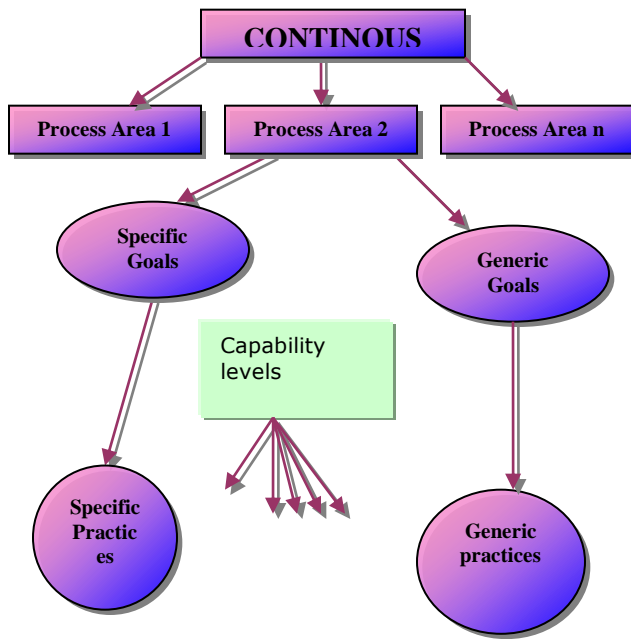 CONTINOUS
Process Area 1
Process Area 2
Process Area n
Specific
Goals
Generic
Goals
Capability
levels
Specific
Practic
es
Generic
practices